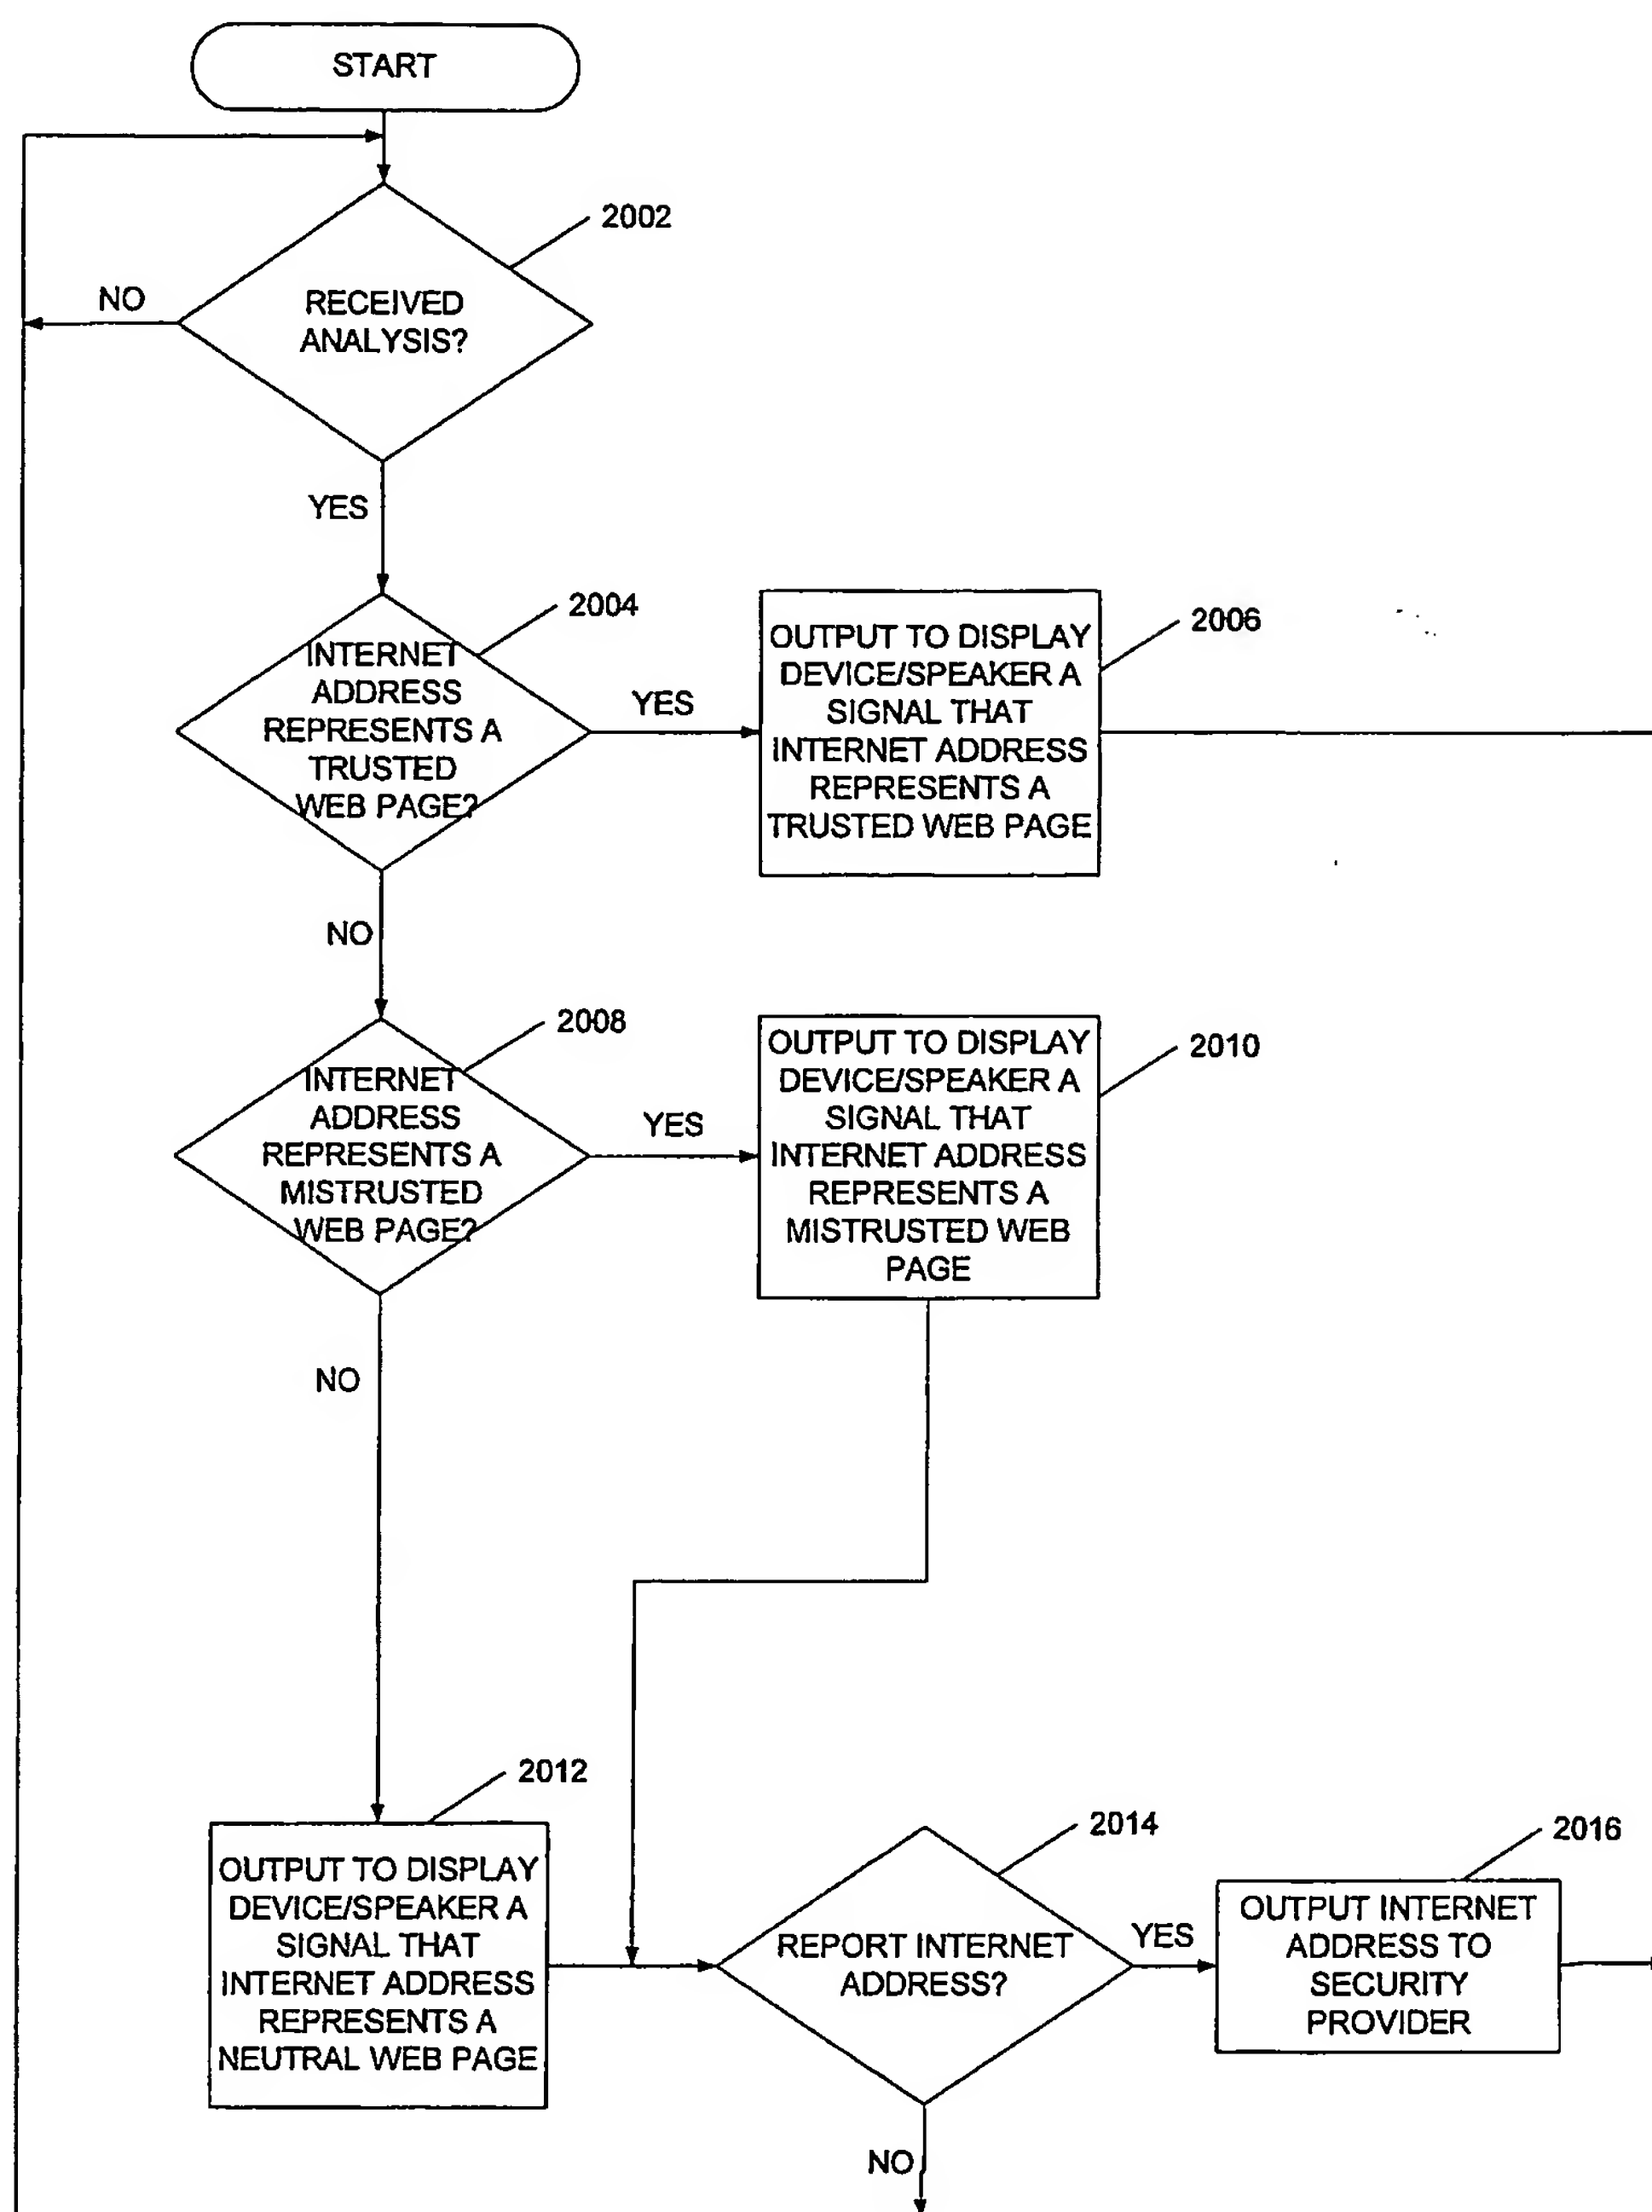 START
2002
RECEIVED
ANALYSIS?
NO
YES
2004
INTERNET
ADDRESS
REPRESENTS A
TRUSTED
WEB PAGE?
YES
OUTPUT TO DISPLAY
DEVICE/SPEAKER A
SIGNAL THAT
INTERNET ADDRESS
REPRESENTS A
TRUSTED WEB PAGE
2006
NO
2008
INTERNET
ADDRESS
REPRESENTS A
MISTRUSTED
WEB PAGE?
YES
OUTPUT TO DISPLAY
DEVICE/SPEAKER A
SIGNAL THAT
INTERNET ADDRESS
REPRESENTS A
MISTRUSTED WEB
PAGE
2010
NO
2012
OUTPUT TO DISPLAY
DEVICE/SPEAKER A
SIGNAL THAT
INTERNET ADDRESS
REPRESENTS A
NEUTRAL WEB PAGE
2014
REPORT INTERNET
ADDRESS?
YES
2016
OUTPUT INTERNET
ADDRESS TO
SECURITY
PROVIDER
NO